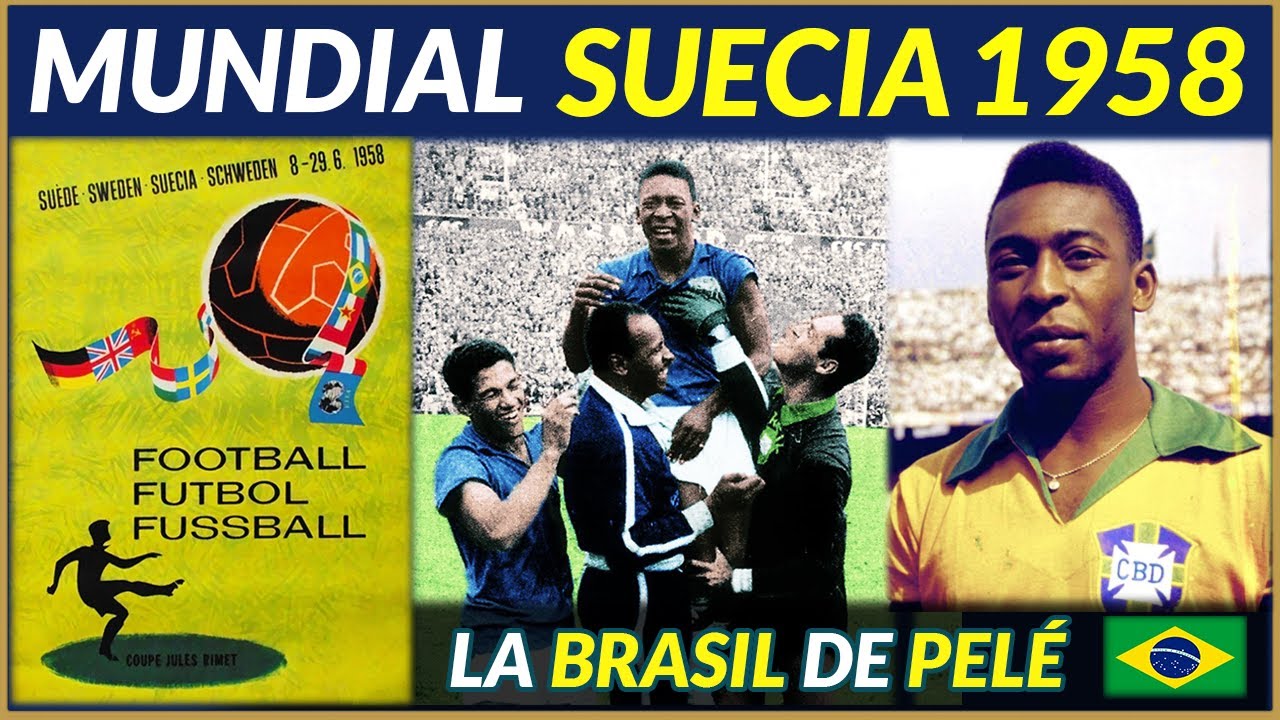 MUNDIAL SUECIA 1958
SUÈDE · SWEDEN · SUECIA · SCHWEDEN 8-29.6. 1958
FOOTBALL
FUTBOL
FUSSBALL
COUPE JULES RIMET
CBD
LA BRASIL DE PELÉ